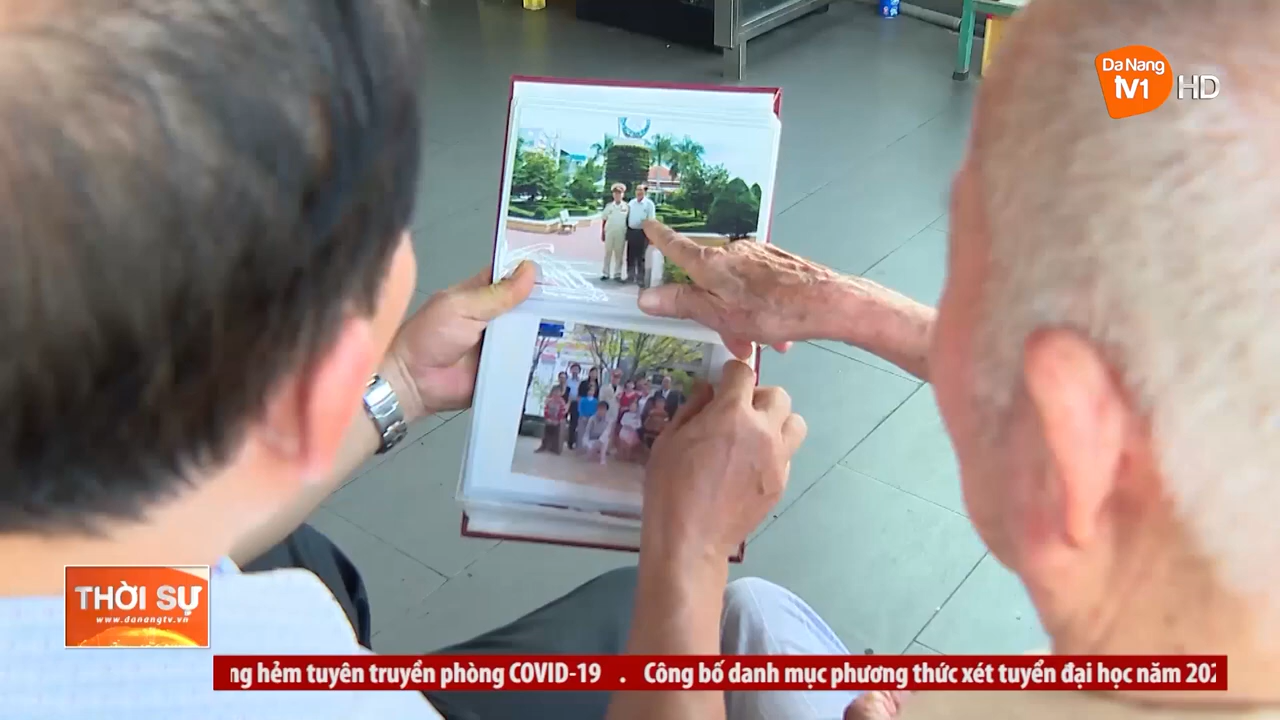 Da Nang
TV1 HD
THỜI SỰ
www.danangtv.vn
ng hẻm tuyên truyền phòng COVID-19 . Công bố danh mục phương thức xét tuyển đại học năm 202